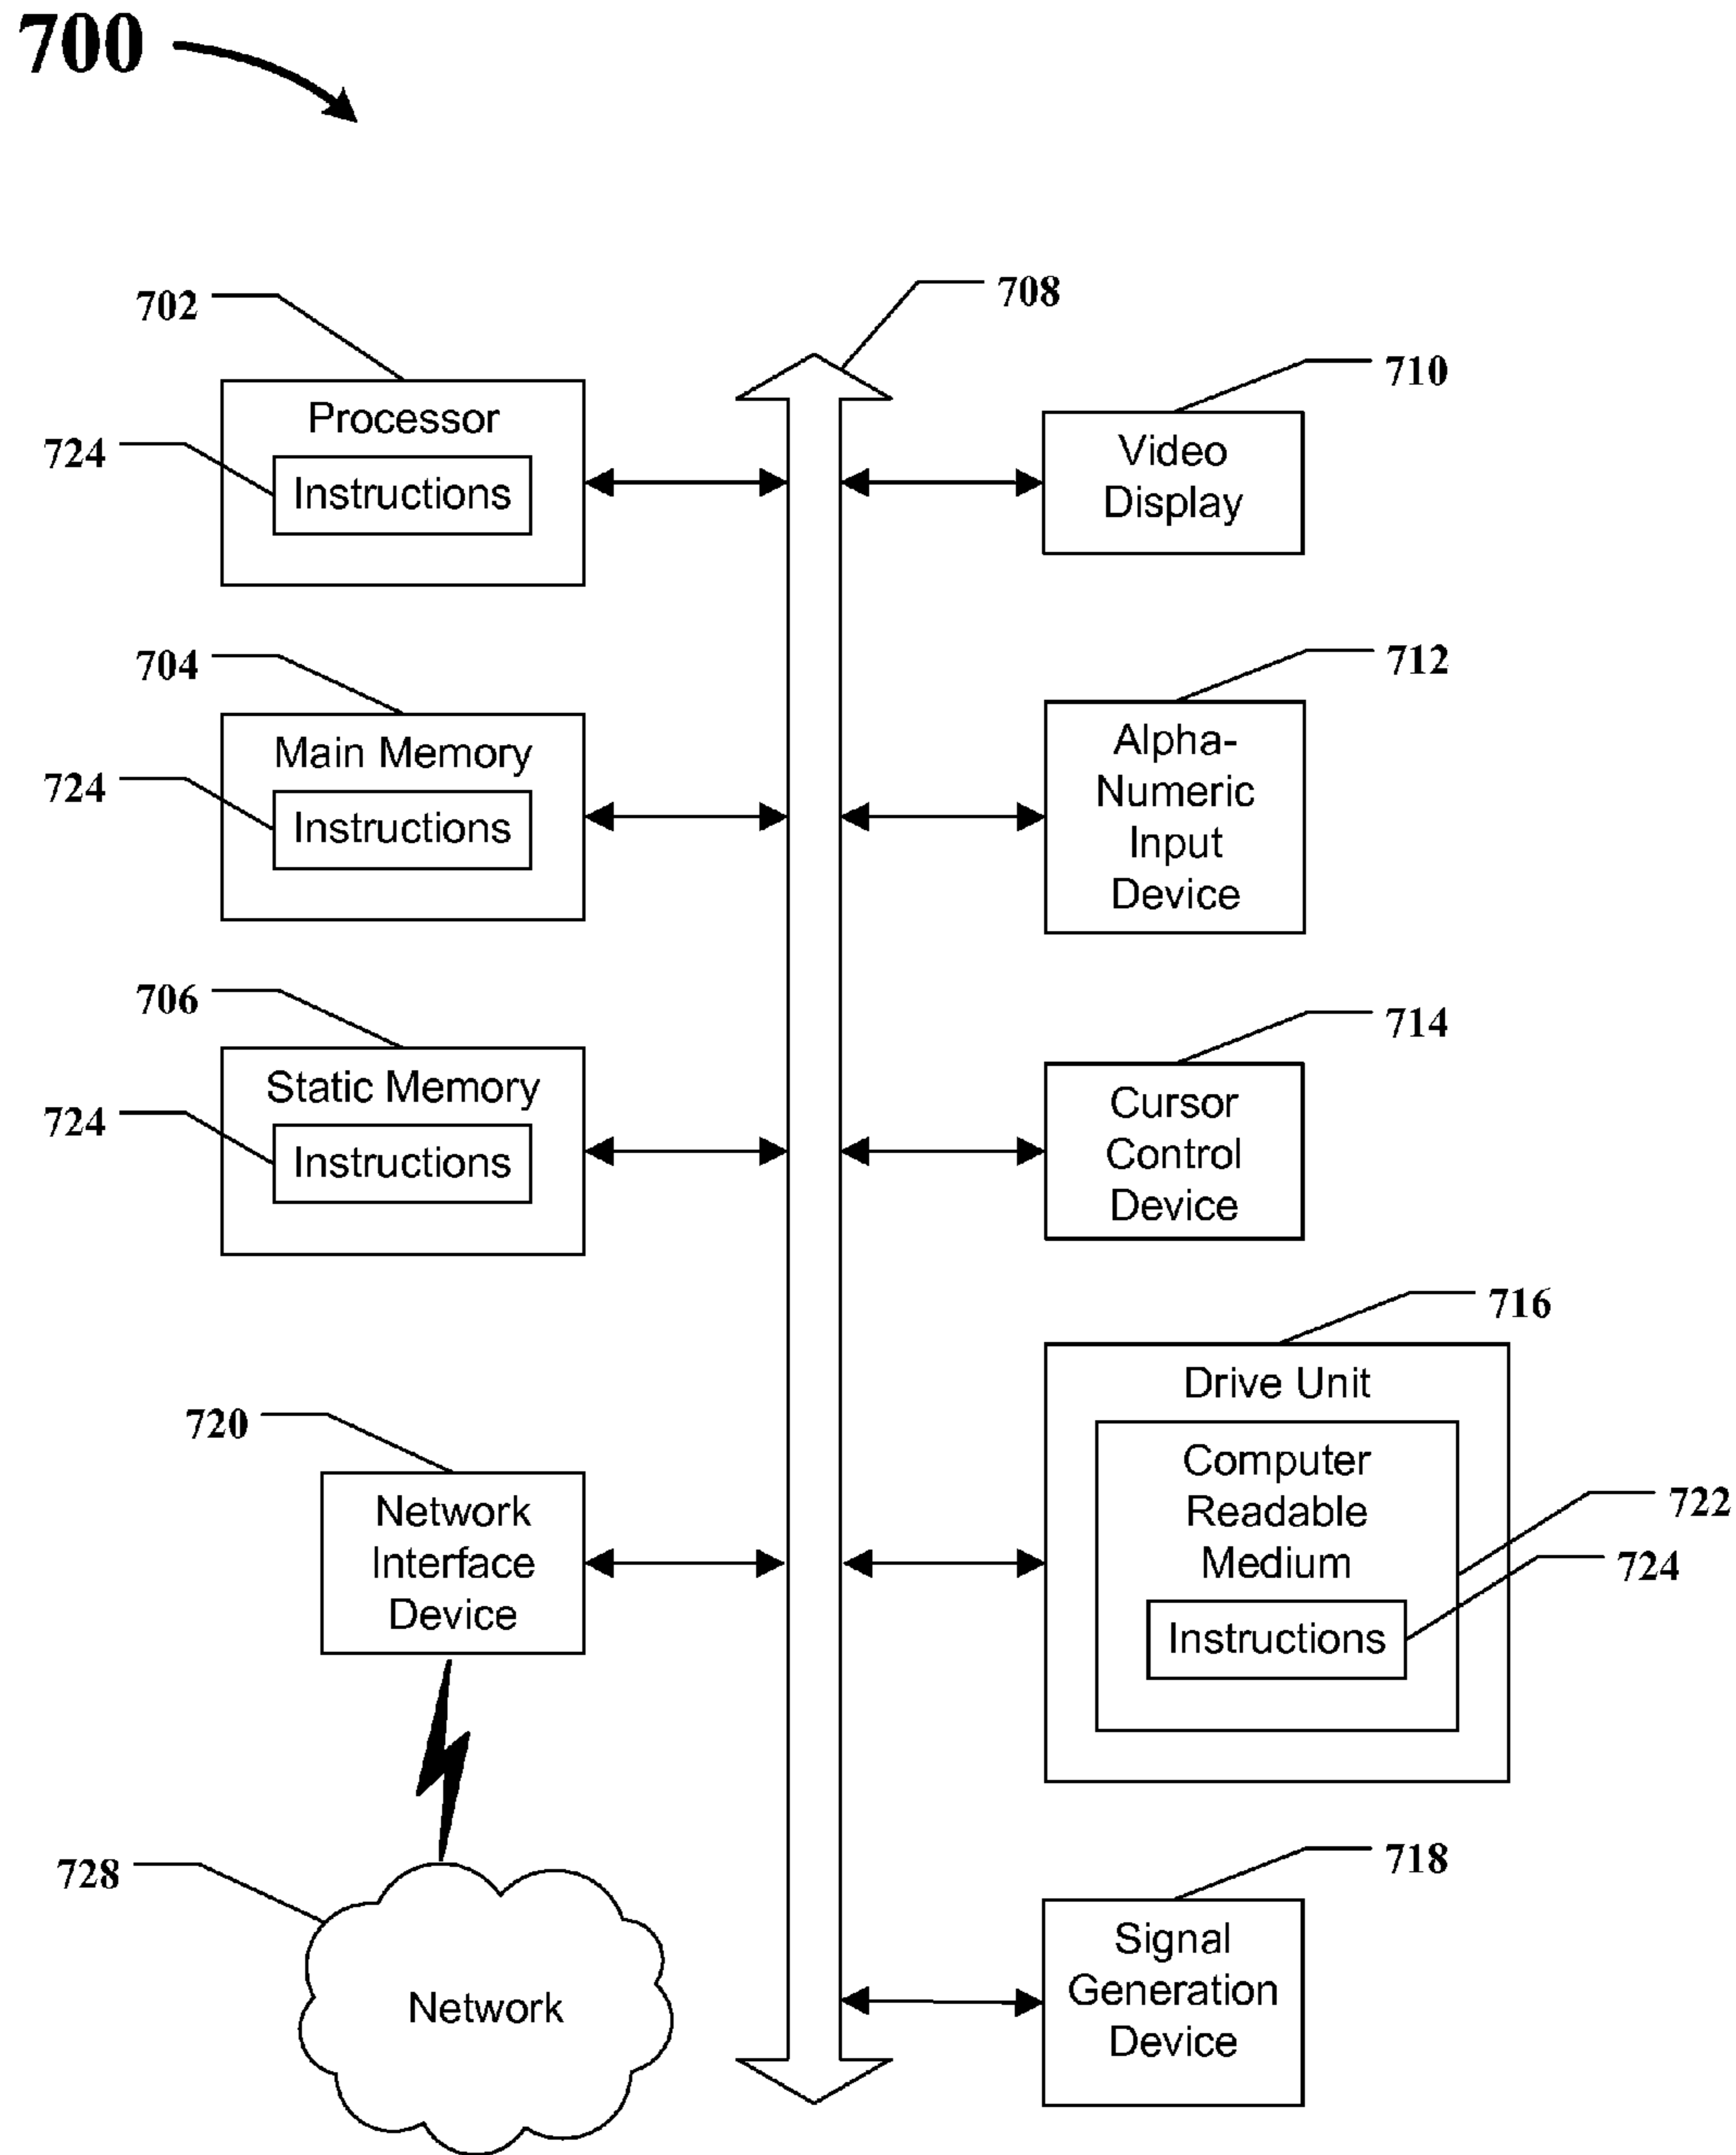 700
702
708
710
Processor
724
Instructions
Video
Display
704
712
Main Memory
724
Instructions
Alpha-
Numeric
Input
Device
706
714
Static Memory
724
Instructions
Cursor
Control
Device
716
Drive Unit
720
Computer
Readable
Medium
722
724
Instructions
Network
Interface
Device
728
Network
718
Signal
Generation
Device